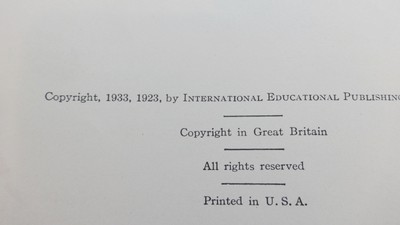 Copyright, 1933, 1923, by INTERNATIONAL EDUCATIONAL PUBLISHING
Copyright in Great Britain
All rights reserved
Printed in U. S. A.